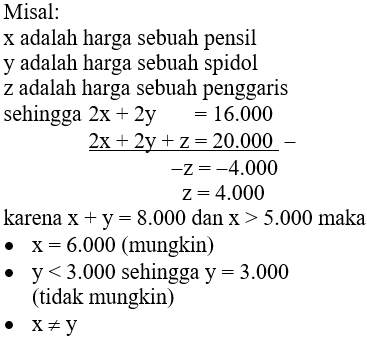 Misal:
x adalah harga sebuah pensil
y adalah harga sebuah spidol
z adalah harga sebuah penggaris
sehingga 2x + 2y = 16.000
2x + 2y + z = 20.000 –
–z = –4.000
z = 4.000
karena x + y = 8.000 dan x > 5.000 maka
• x = 6.000 (mungkin)
• y < 3.000 sehingga y = 3.000
(tidak mungkin)
• x ≠ y